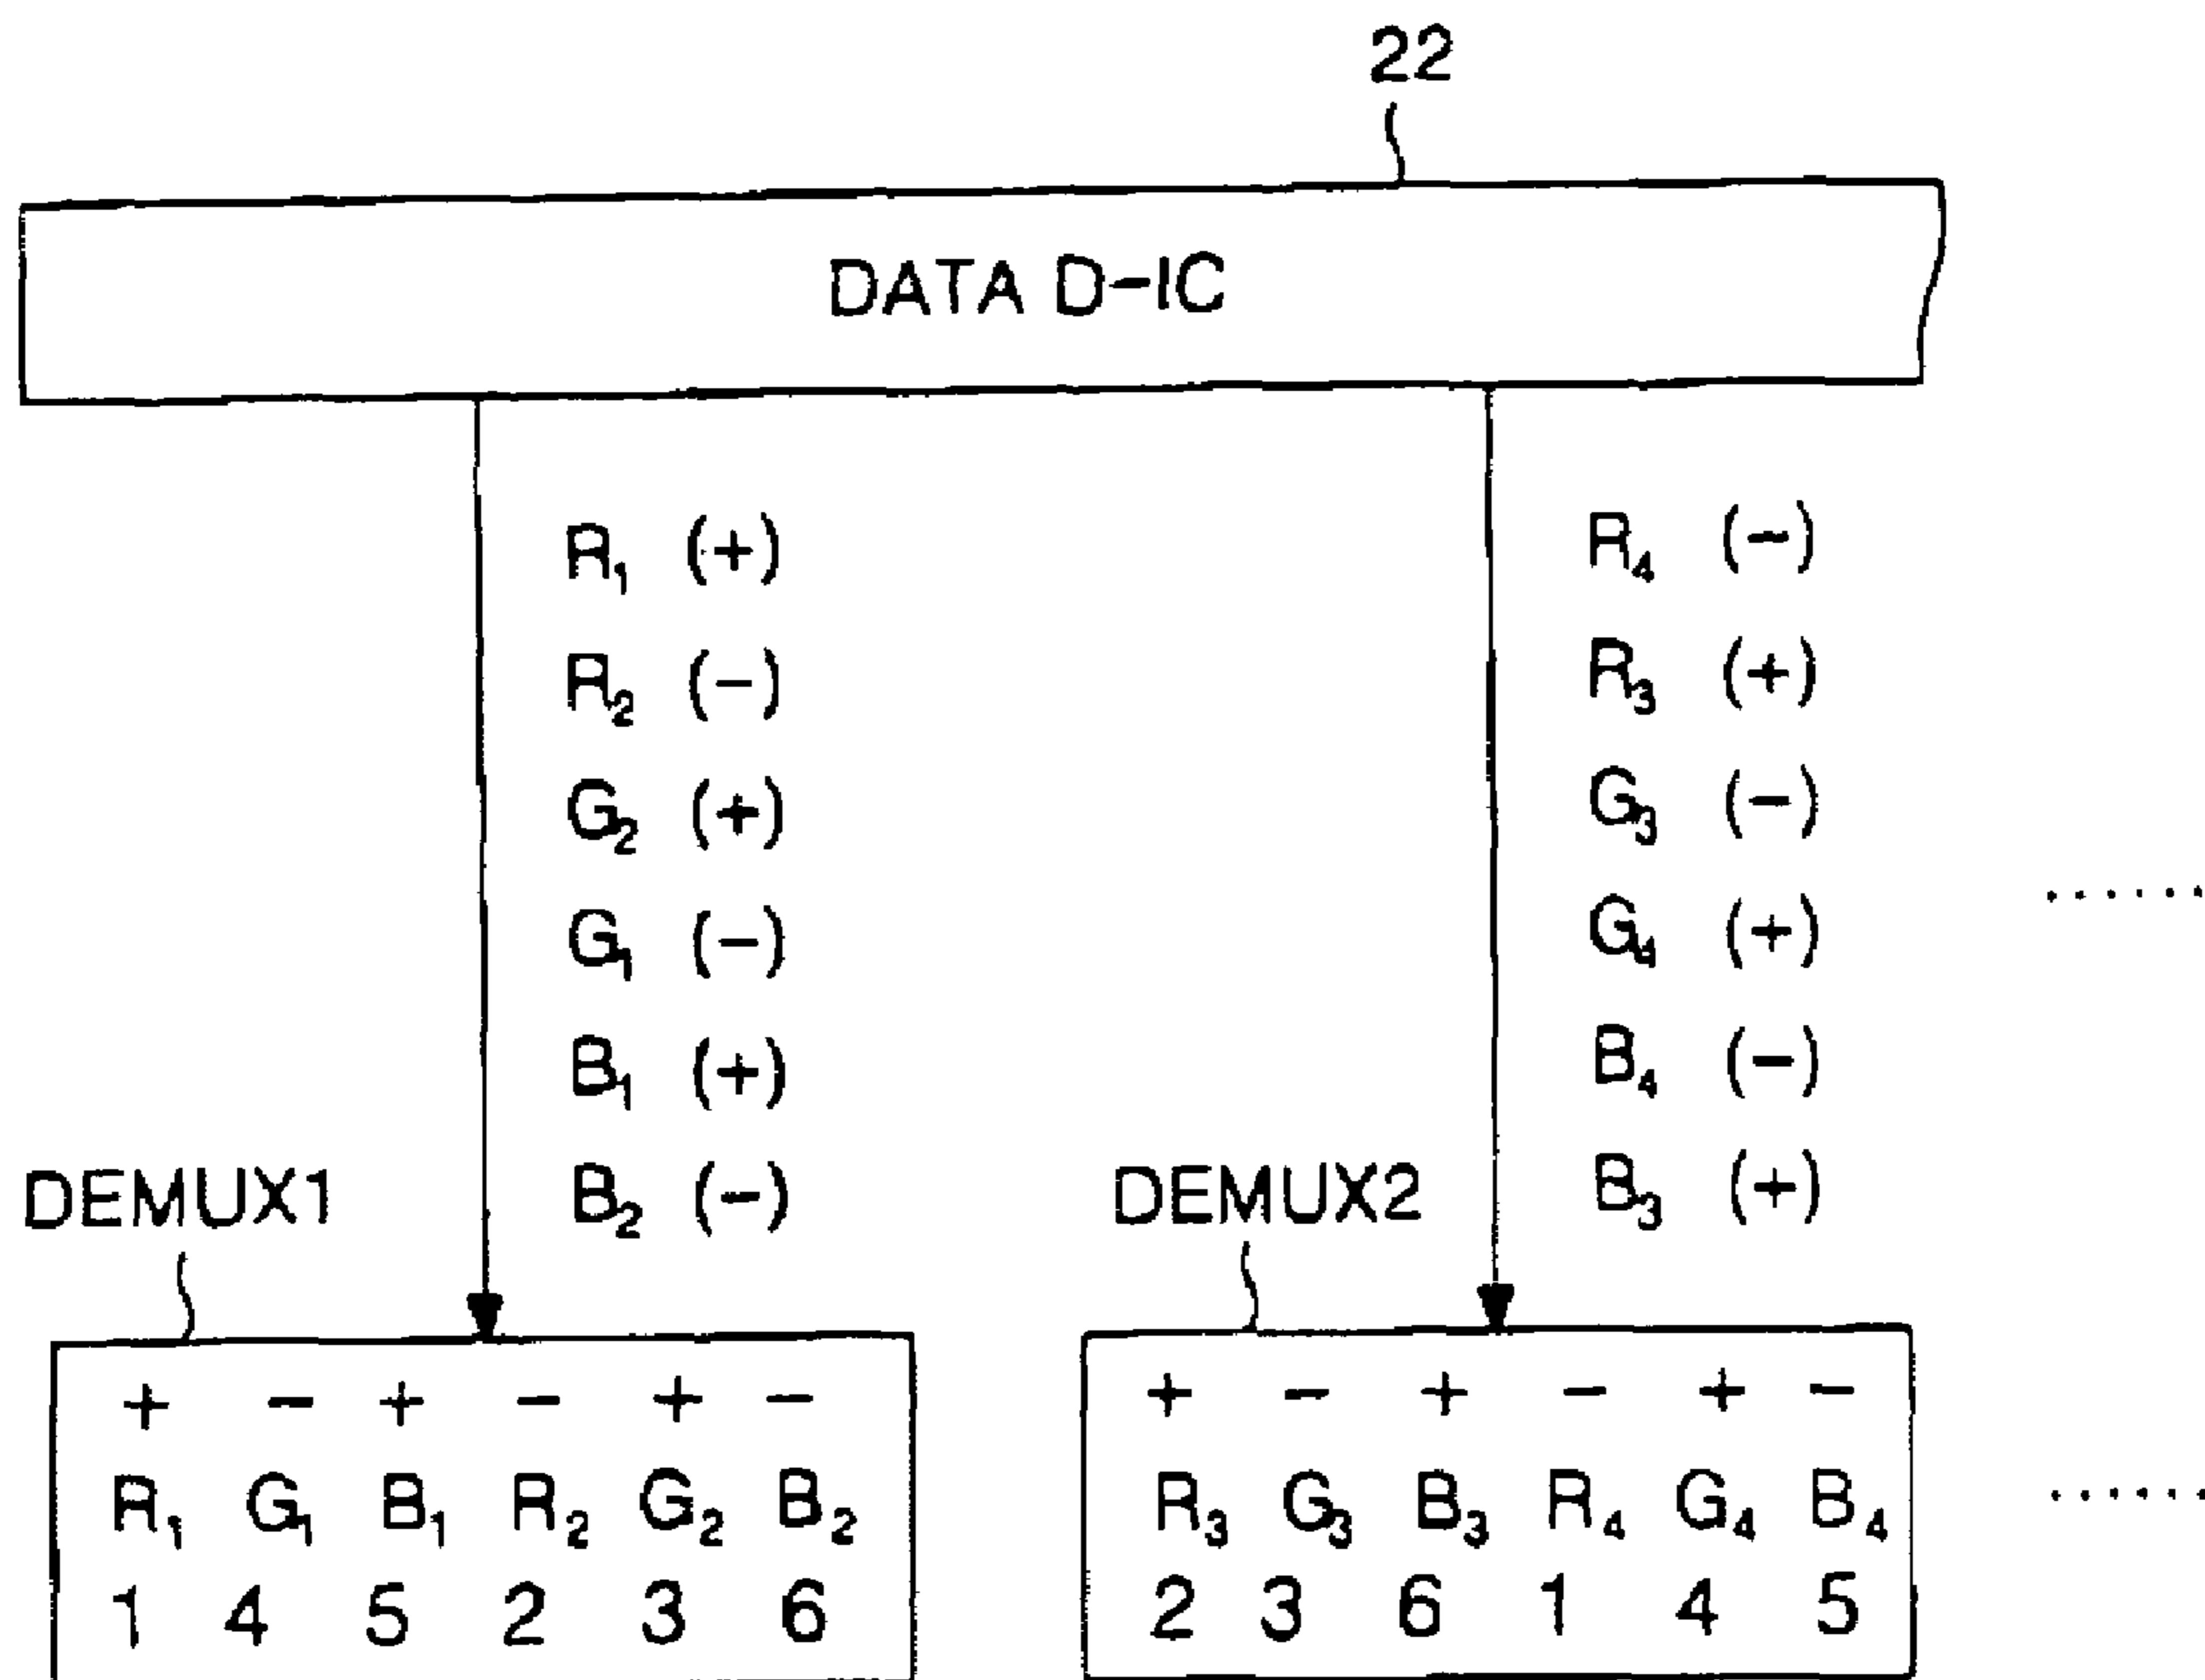 22
DATA D-IC
R₁ (+)
R₂ (−)
G₂ (+)
G₁ (−)
B₁ (+)
B₂ (−)
R₄ (−)
R₃ (+)
G₃ (−)
G₄ (+)
B₄ (−)
B₃ (+)
DEMUX1
+ − + − + −
R₁ G₁ B₁ R₂ G₂ B₂
1 4 5 2 3 6
DEMUX2
+ − + − + −
R₃ G₃ B₃ R₄ G₄ B₄
2 3 6 1 4 5